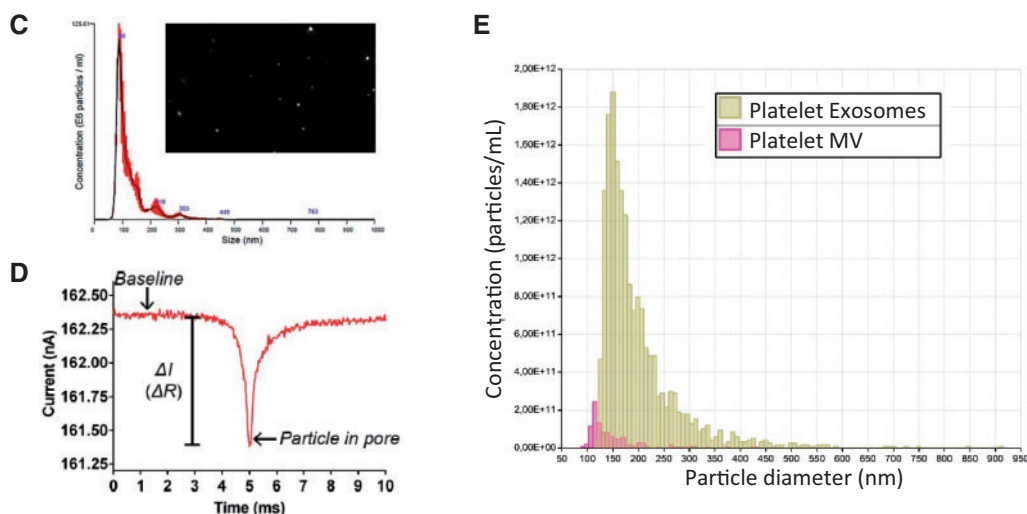 C
125.61
Concentration (E6 particles / ml)
303
445
763
0
0 100 200 300 400 500 600 700 800 900 1000
Size (nm)
D
Baseline
162.50
162.25
162.00
161.75
161.50
161.25
Current (nA)
ΔI
(ΔR)
Particle in pore
0 1 2 3 4 5 6 7 8 9 10
Time (ms)
E
2,00E+12
1,80E+12
1,60E+12
1,40E+12
1,20E+12
1,00E+12
8,00E+11
6,00E+11
4,00E+11
2,00E+11
0,00E+00
Concentration (particles/mL)
Platelet Exosomes
Platelet MV
50 100 150 200 250 300 350 400 450 500 550 600 650 700 750 800 850 900 950
Particle diameter (nm)